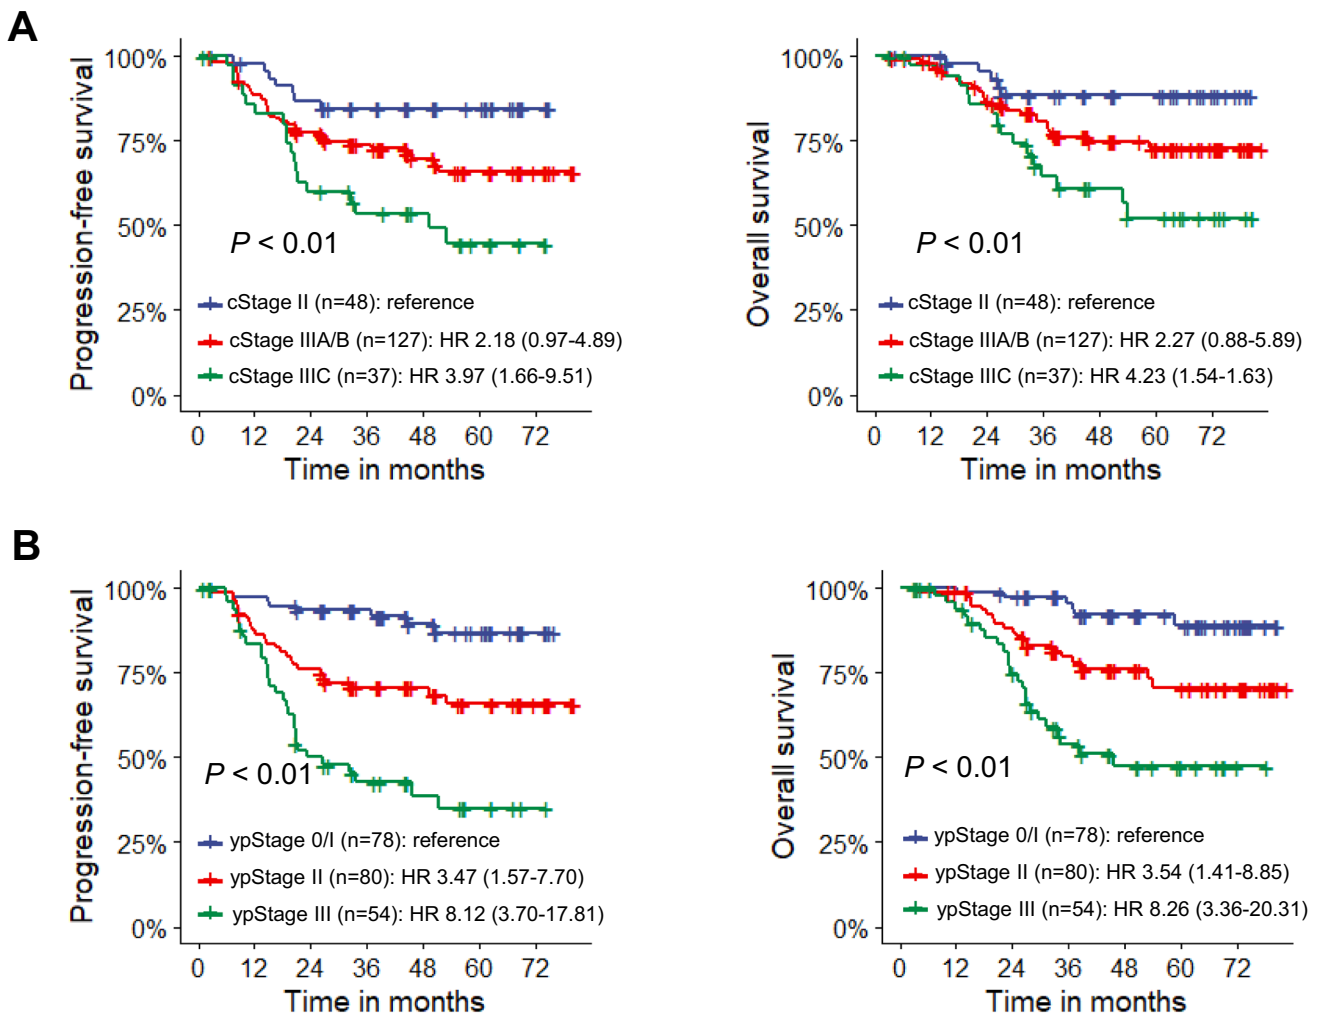 A
Progression-free survival
100%
75%
50%
25%
0%
P < 0.01
cStage II (n=48): reference
cStage IIIA/B (n=127): HR 2.18 (0.97-4.89)
cStage IIIC (n=37): HR 3.97 (1.66-9.51)
0 12 24 36 48 60 72
Time in months
Overall survival
100%
75%
50%
25%
0%
P < 0.01
cStage II (n=48): reference
cStage IIIA/B (n=127): HR 2.27 (0.88-5.89)
cStage IIIC (n=37): HR 4.23 (1.54-1.63)
0 12 24 36 48 60 72
Time in months
B
Progression-free survival
100%
75%
50%
25%
0%
P < 0.01
ypStage 0/I (n=78): reference
ypStage II (n=80): HR 3.47 (1.57-7.70)
ypStage III (n=54): HR 8.12 (3.70-17.81)
0 12 24 36 48 60 72
Time in months
Overall survival
100%
75%
50%
25%
0%
P < 0.01
ypStage 0/I (n=78): reference
ypStage II (n=80): HR 3.54 (1.41-8.85)
ypStage III (n=54): HR 8.26 (3.36-20.31)
0 12 24 36 48 60 72
Time in months